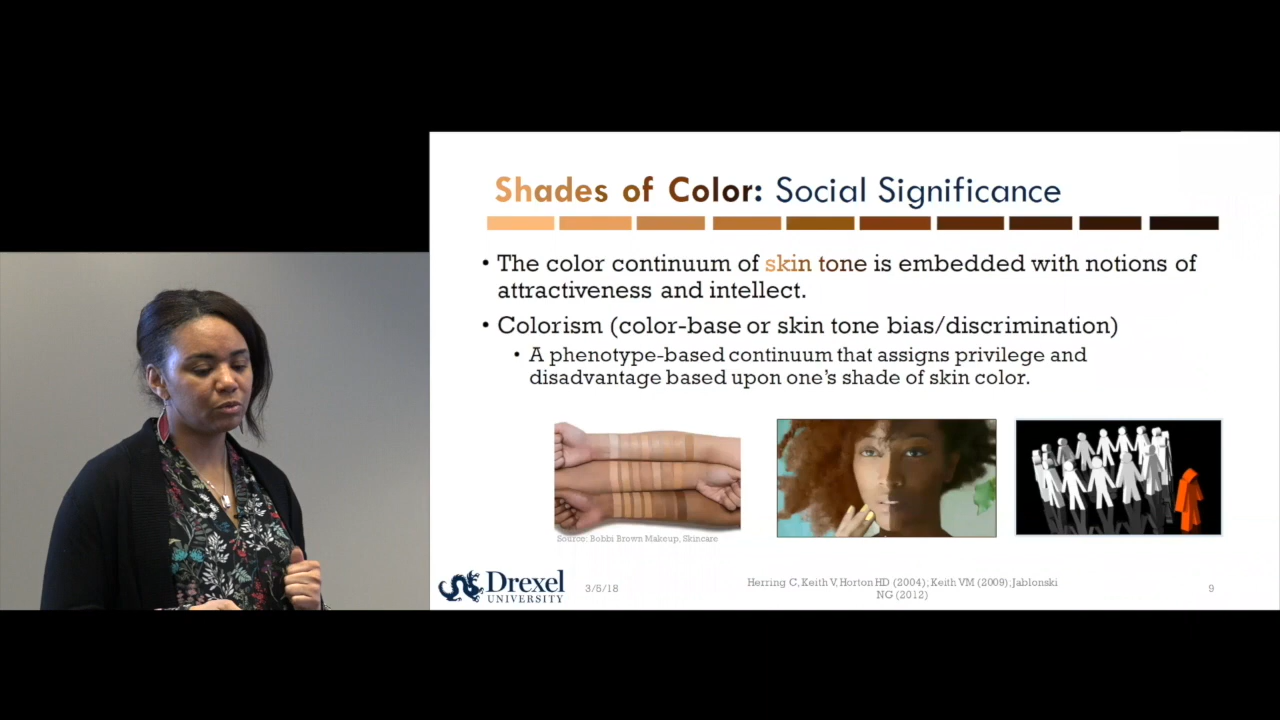 Shades of Color: Social Significance
• The color continuum of skin tone is embedded with notions of
attractiveness and intellect.
• Colorism (color-base or skin tone bias/discrimination)
• A phenotype-based continuum that assigns privilege and
disadvantage based upon one’s shade of skin color.
Source: Bobbi Brown Makeup, Skincare
Drexel
UNIVERSITY
3/5/18
Herring C, Keith V, Horton HD (2004); Keith VM (2009), Jablonski
NG (2012)
9